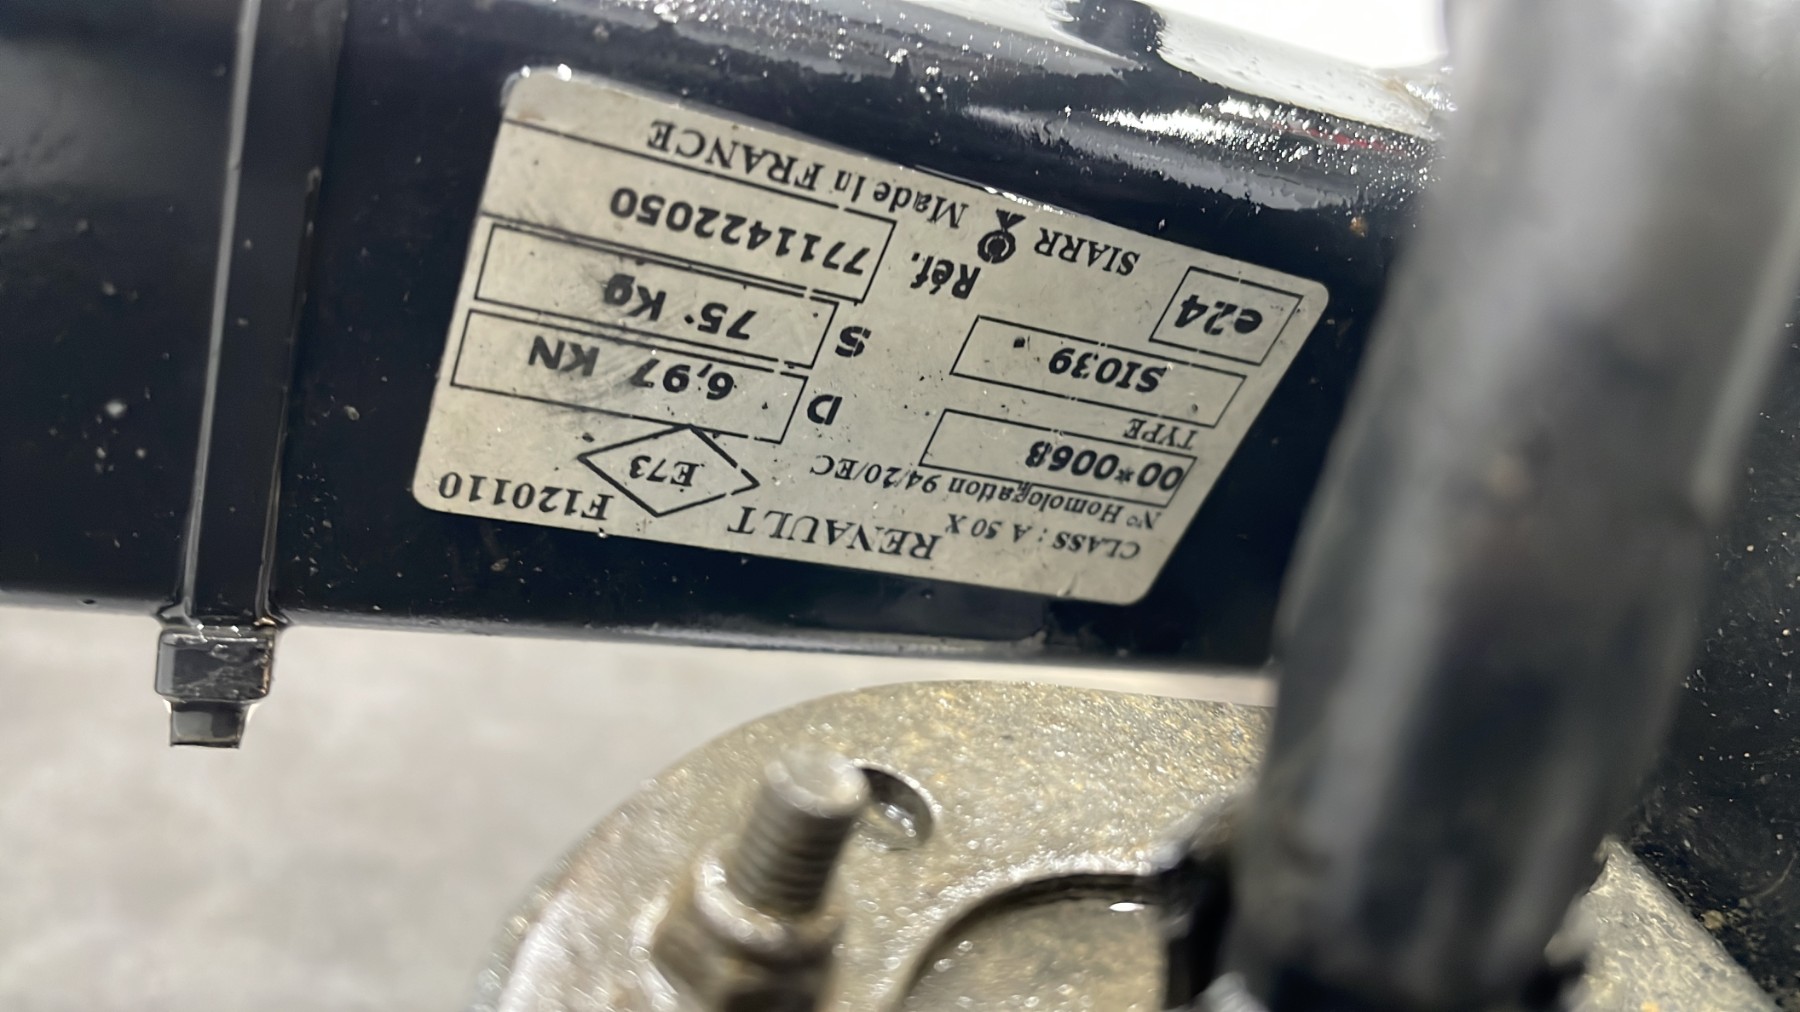 CLASS : A 50 X RENAULT E73 F120110
N° Homologation 94/20/EC
00*0068
D 6,97 KN
TYPE
SI039
S 75 Kg
e24
Réf. 7711422050
SIARR Made In FRANCE